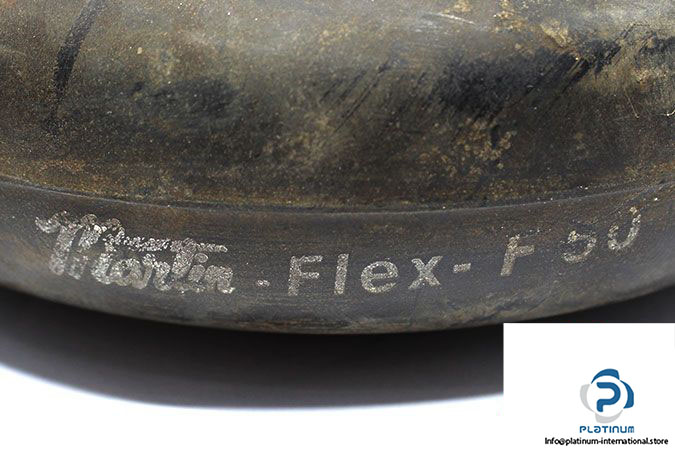 Martin - Flex - F 50
PLATINUM
Info@platinum-international.store